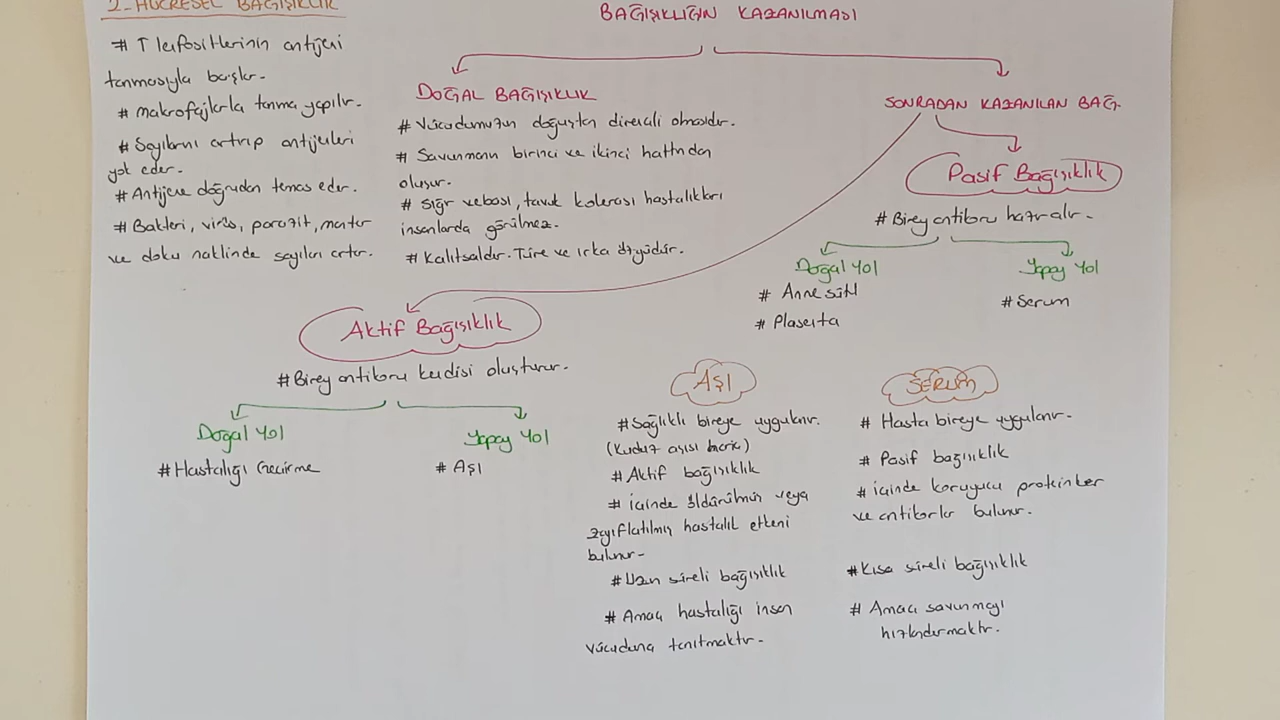 2-HÜCRESEL BAĞIŞIKLIK
# T lenfositlerinin antijeni
tanımasıyla başlar.
# Makrofajlarla tanıma yapılır.
# Sayılarını artırıp antijenleri
yok eder.
# Antijene doğrudan temas eder.
# Bakteri, virüs, parazit, mantar
ve doku naklinde sayıları artar.
BAĞIŞIKLIĞIN KAZANILMASI
DOĞAL BAĞIŞIKLIK
# Vücudumuzun doğuştan dirençli olmasıdır.
# Savunmanın birinci ve ikinci hattından
oluşur.
# Sığır vebası, tavuk kolerası hastalıkları
insanlarda görülmez.
# Kalıtsaldır. Türe ve ırka özgüdür.
SONRADAN KAZANILAN BAĞ.
Pasif Bağışıklık
# Birey antikoru hazır alır.
Doğal Yol
# Anne sütü
# Plasenta
Yapay Yol
# Serum
Aktif Bağışıklık
# Birey antikoru kendisi oluşturur.
Doğal Yol
# Hastalığı Geçirme
Yapay Yol
# Aşı
AŞI
# Sağlıklı bireye uygulanır.
(Kuduz aşısı hariç)
# Aktif bağışıklık
# İçinde öldürülmüş veya
zayıflatılmış hastalık etkeni
bulunur.
# Uzun süreli bağışıklık
# Amaç hastalığı insan
vücuduna tanıtmaktır.
SERUM
# Hasta bireye uygulanır.
# Pasif bağışıklık
# İçinde koruyucu proteinler
ve antikorlar bulunur.
# Kısa süreli bağışıklık
# Amacı savunmayı
hızlandırmaktır.